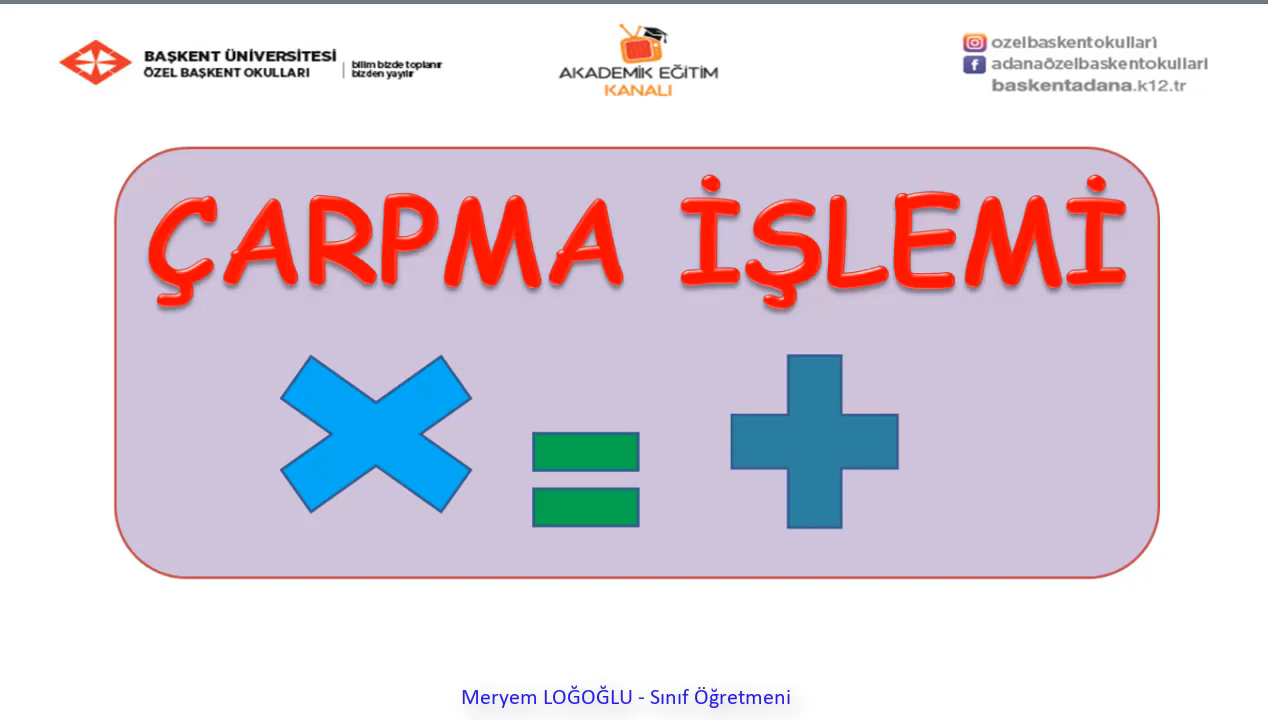 BAŞKENT ÜNİVERSİTESİ
ÖZEL BAŞKENT OKULLARI
bilim bizde toplanır
bizden yayılır
AKADEMİK EĞİTİM
KANALI
ozelbaskentokulları
adanaözelbaskentokulları
baskentadana.k12.tr
ÇARPMA İŞLEMİ
Meryem LOĞOĞLU - Sınıf Öğretmeni